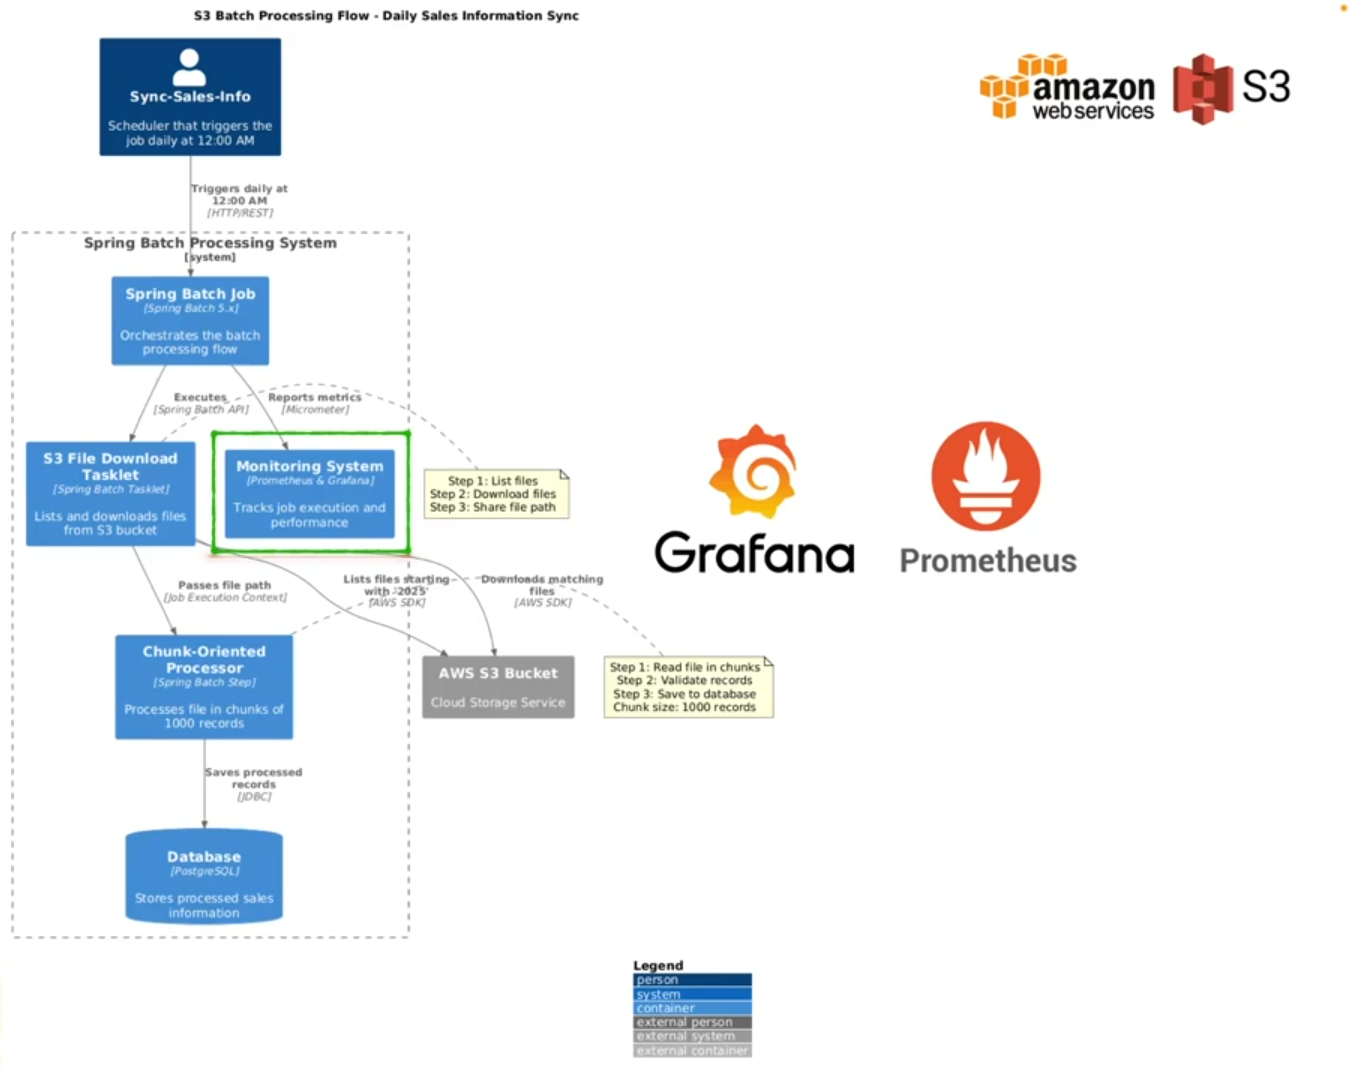 S3 Batch Processing Flow - Daily Sales Information Sync
Sync-Sales-Info
Scheduler that triggers the
job daily at 12:00 AM
amazon
web services
S3
Triggers daily at
12:00 AM
[HTTP/REST]
Spring Batch Processing System
[system]
Spring Batch Job
[Spring Batch 5.x]
Orchestrates the batch
processing flow
Executes
[Spring Batch API]
Reports metrics
[Micrometer]
S3 File Download
Tasklet
[Spring Batch Tasklet]
Lists and downloads files
from S3 bucket
Monitoring System
[Prometheus & Grafana]
Tracks job execution and
performance
Step 1: List files
Step 2: Download files
Step 3: Share file path
Grafana
Prometheus
Passes file path
[Job Execution Context]
Lists files starting
with '2025'
[AWS SDK]
Downloads matching
files
[AWS SDK]
Chunk-Oriented
Processor
[Spring Batch Step]
Processes file in chunks of
1000 records
AWS S3 Bucket
Cloud Storage Service
Step 1: Read file in chunks
Step 2: Validate records
Step 3: Save to database
Chunk size: 1000 records
Saves processed
records
[JDBC]
Database
[PostgreSQL]
Stores processed sales
information
Legend
person
system
container
external person
external system
external container